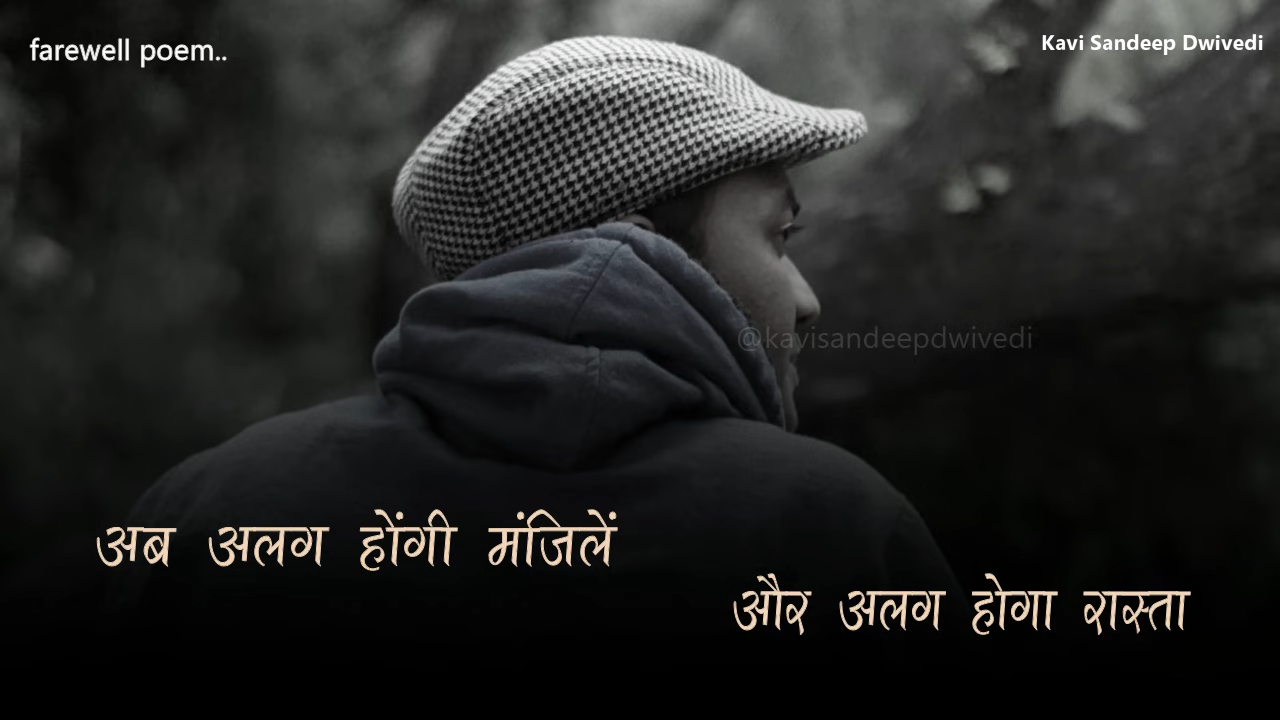 farewell poem..
Kavi Sandeep Dwivedi
@kavisandeepdwivedi
अब अलग होंगी मंजिलें
और अलग होगा रास्ता